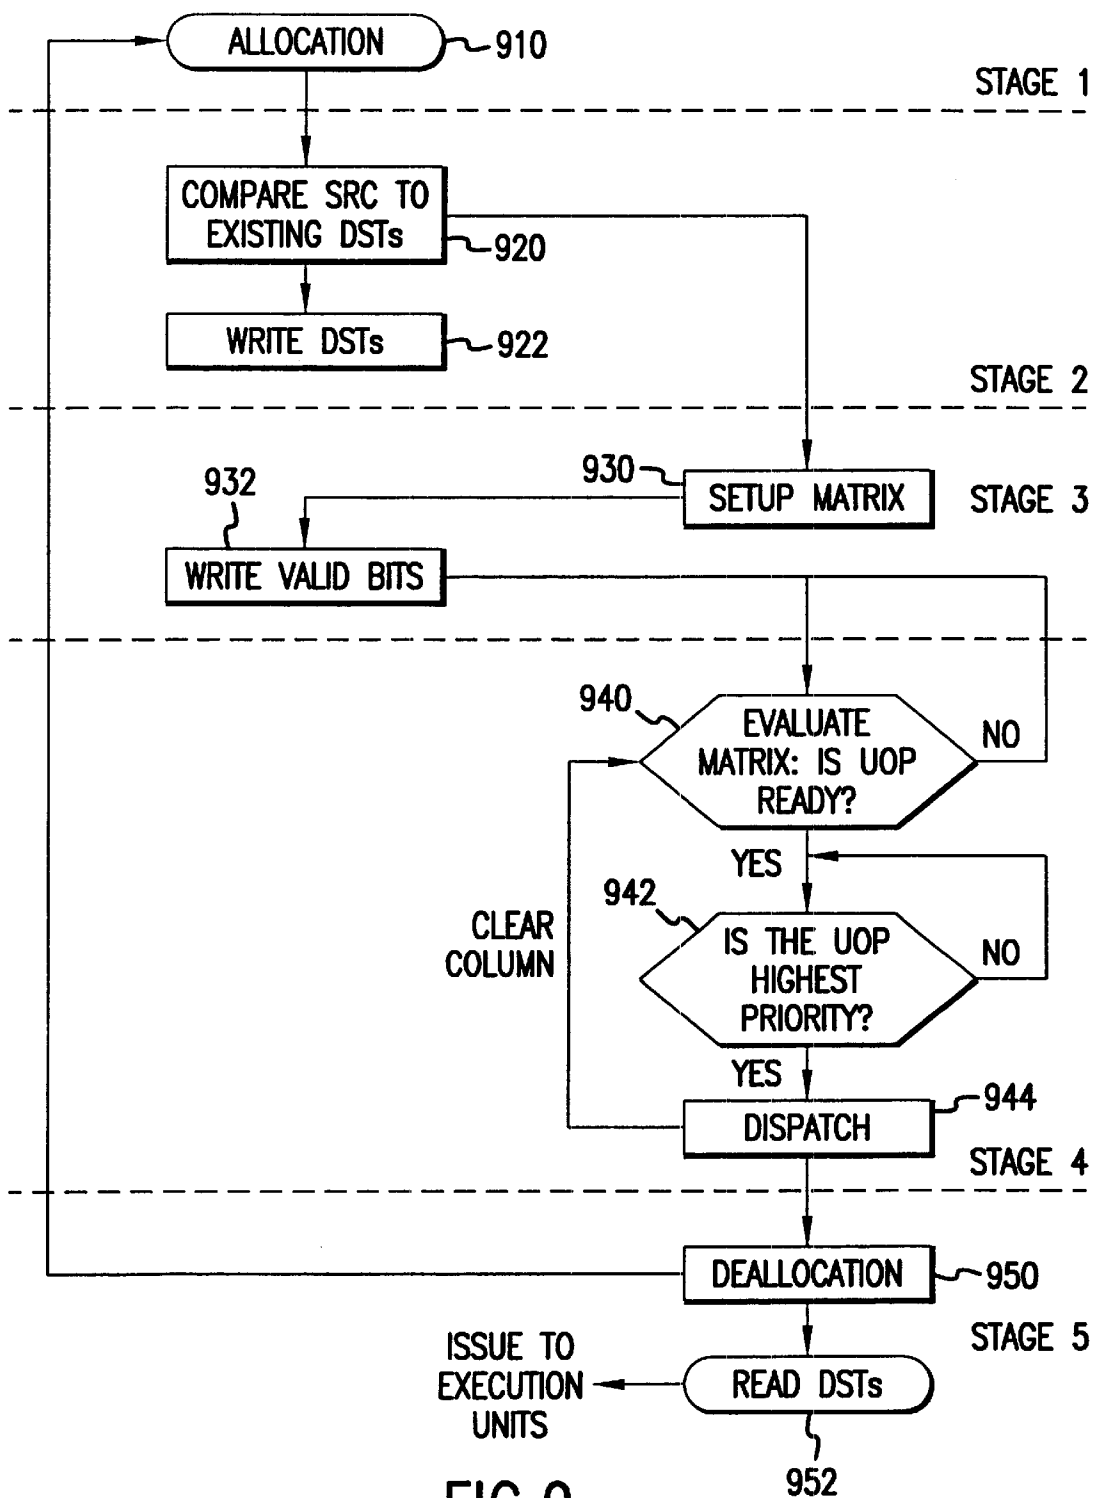 ALLOCATION
910
STAGE 1
COMPARE SRC TO
EXISTING DSTs
920
WRITE DSTs
922
STAGE 2
932
930
SETUP MATRIX
STAGE 3
WRITE VALID BITS
940
EVALUATE
MATRIX: IS UOP
READY?
NO
YES
942
CLEAR
COLUMN
IS THE UOP
HIGHEST
PRIORITY?
NO
YES
944
DISPATCH
STAGE 4
DEALLOCATION
950
STAGE 5
ISSUE TO
EXECUTION
UNITS
READ DSTs
952
FIG.9